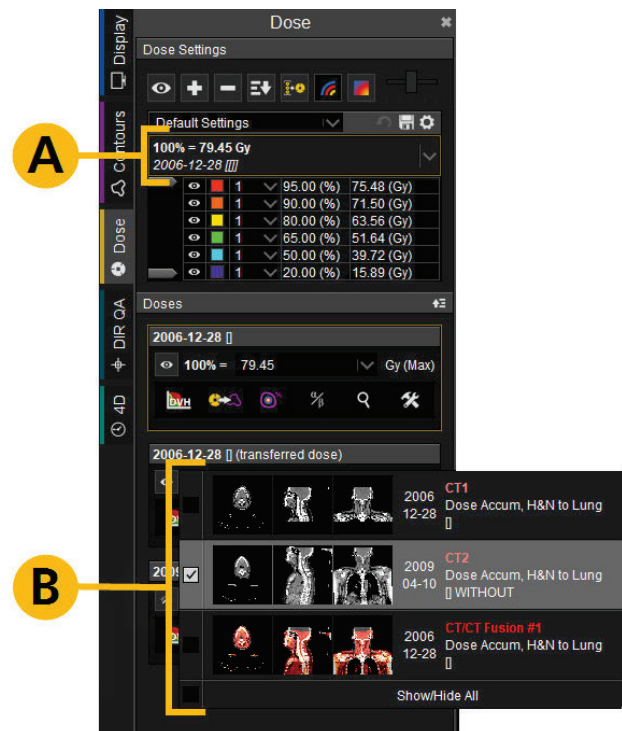 Dose
Display
Contours
Dose
DIR QA
4D
Dose Settings
Default Settings
A
100% = 79.45 Gy
2006-12-28 [[[]]
1 95.00 (%) 75.48 (Gy)
1 90.00 (%) 71.50 (Gy)
1 80.00 (%) 63.56 (Gy)
1 65.00 (%) 51.64 (Gy)
1 50.00 (%) 39.72 (Gy)
1 20.00 (%) 15.89 (Gy)
Doses
2006-12-28 []
100% = 79.45 Gy (Max)
DVH
α/β
2006-12-28 [] (transferred dose)
B
2006 12-28
CT1
Dose Accum, H&N to Lung
[]
2009 04-10
CT2
Dose Accum, H&N to Lung
[] WITHOUT
2006 12-28
CT/CT Fusion #1
Dose Accum, H&N to Lung
[]
Show/Hide All